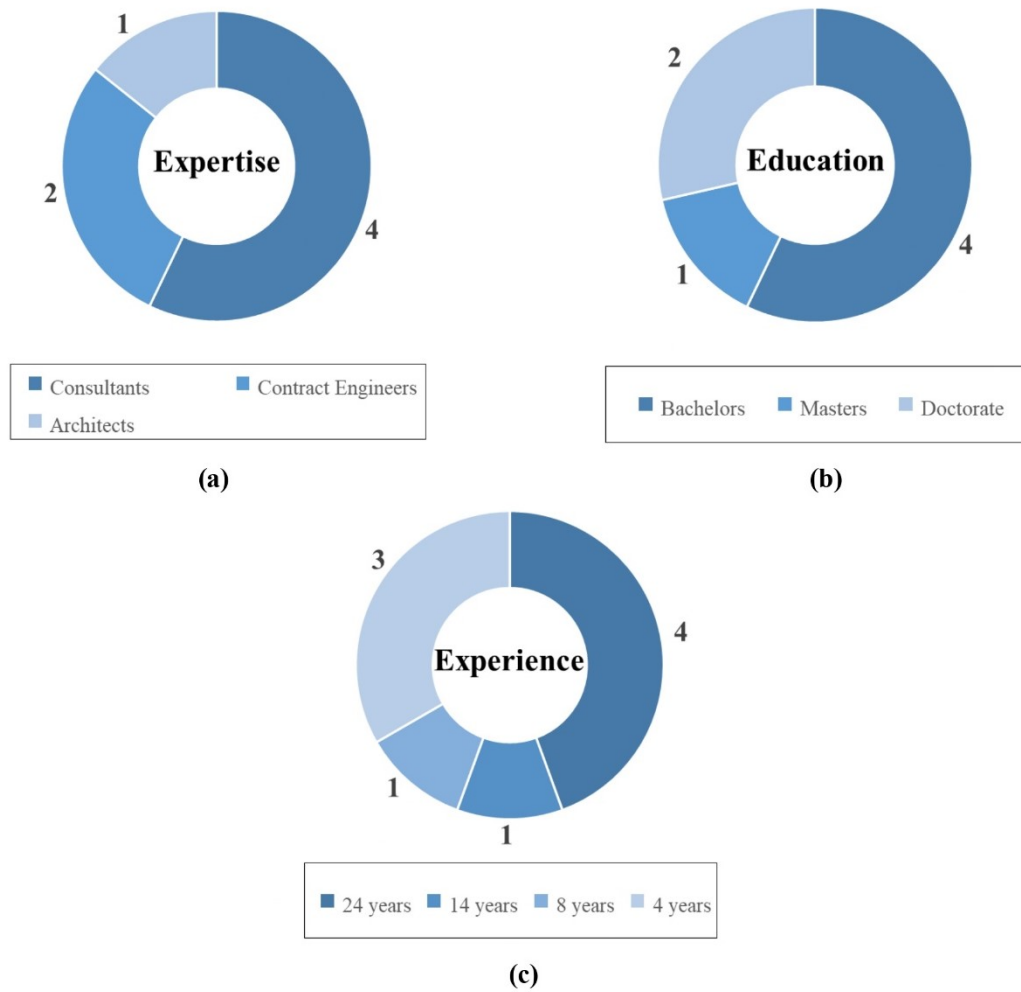 1
2
Expertise
4
Consultants Contract Engineers
Architects
(a)
2
Education
1
4
Bachelors Masters Doctorate
(b)
3
4
Experience
1
1
24 years 14 years 8 years 4 years
(c)